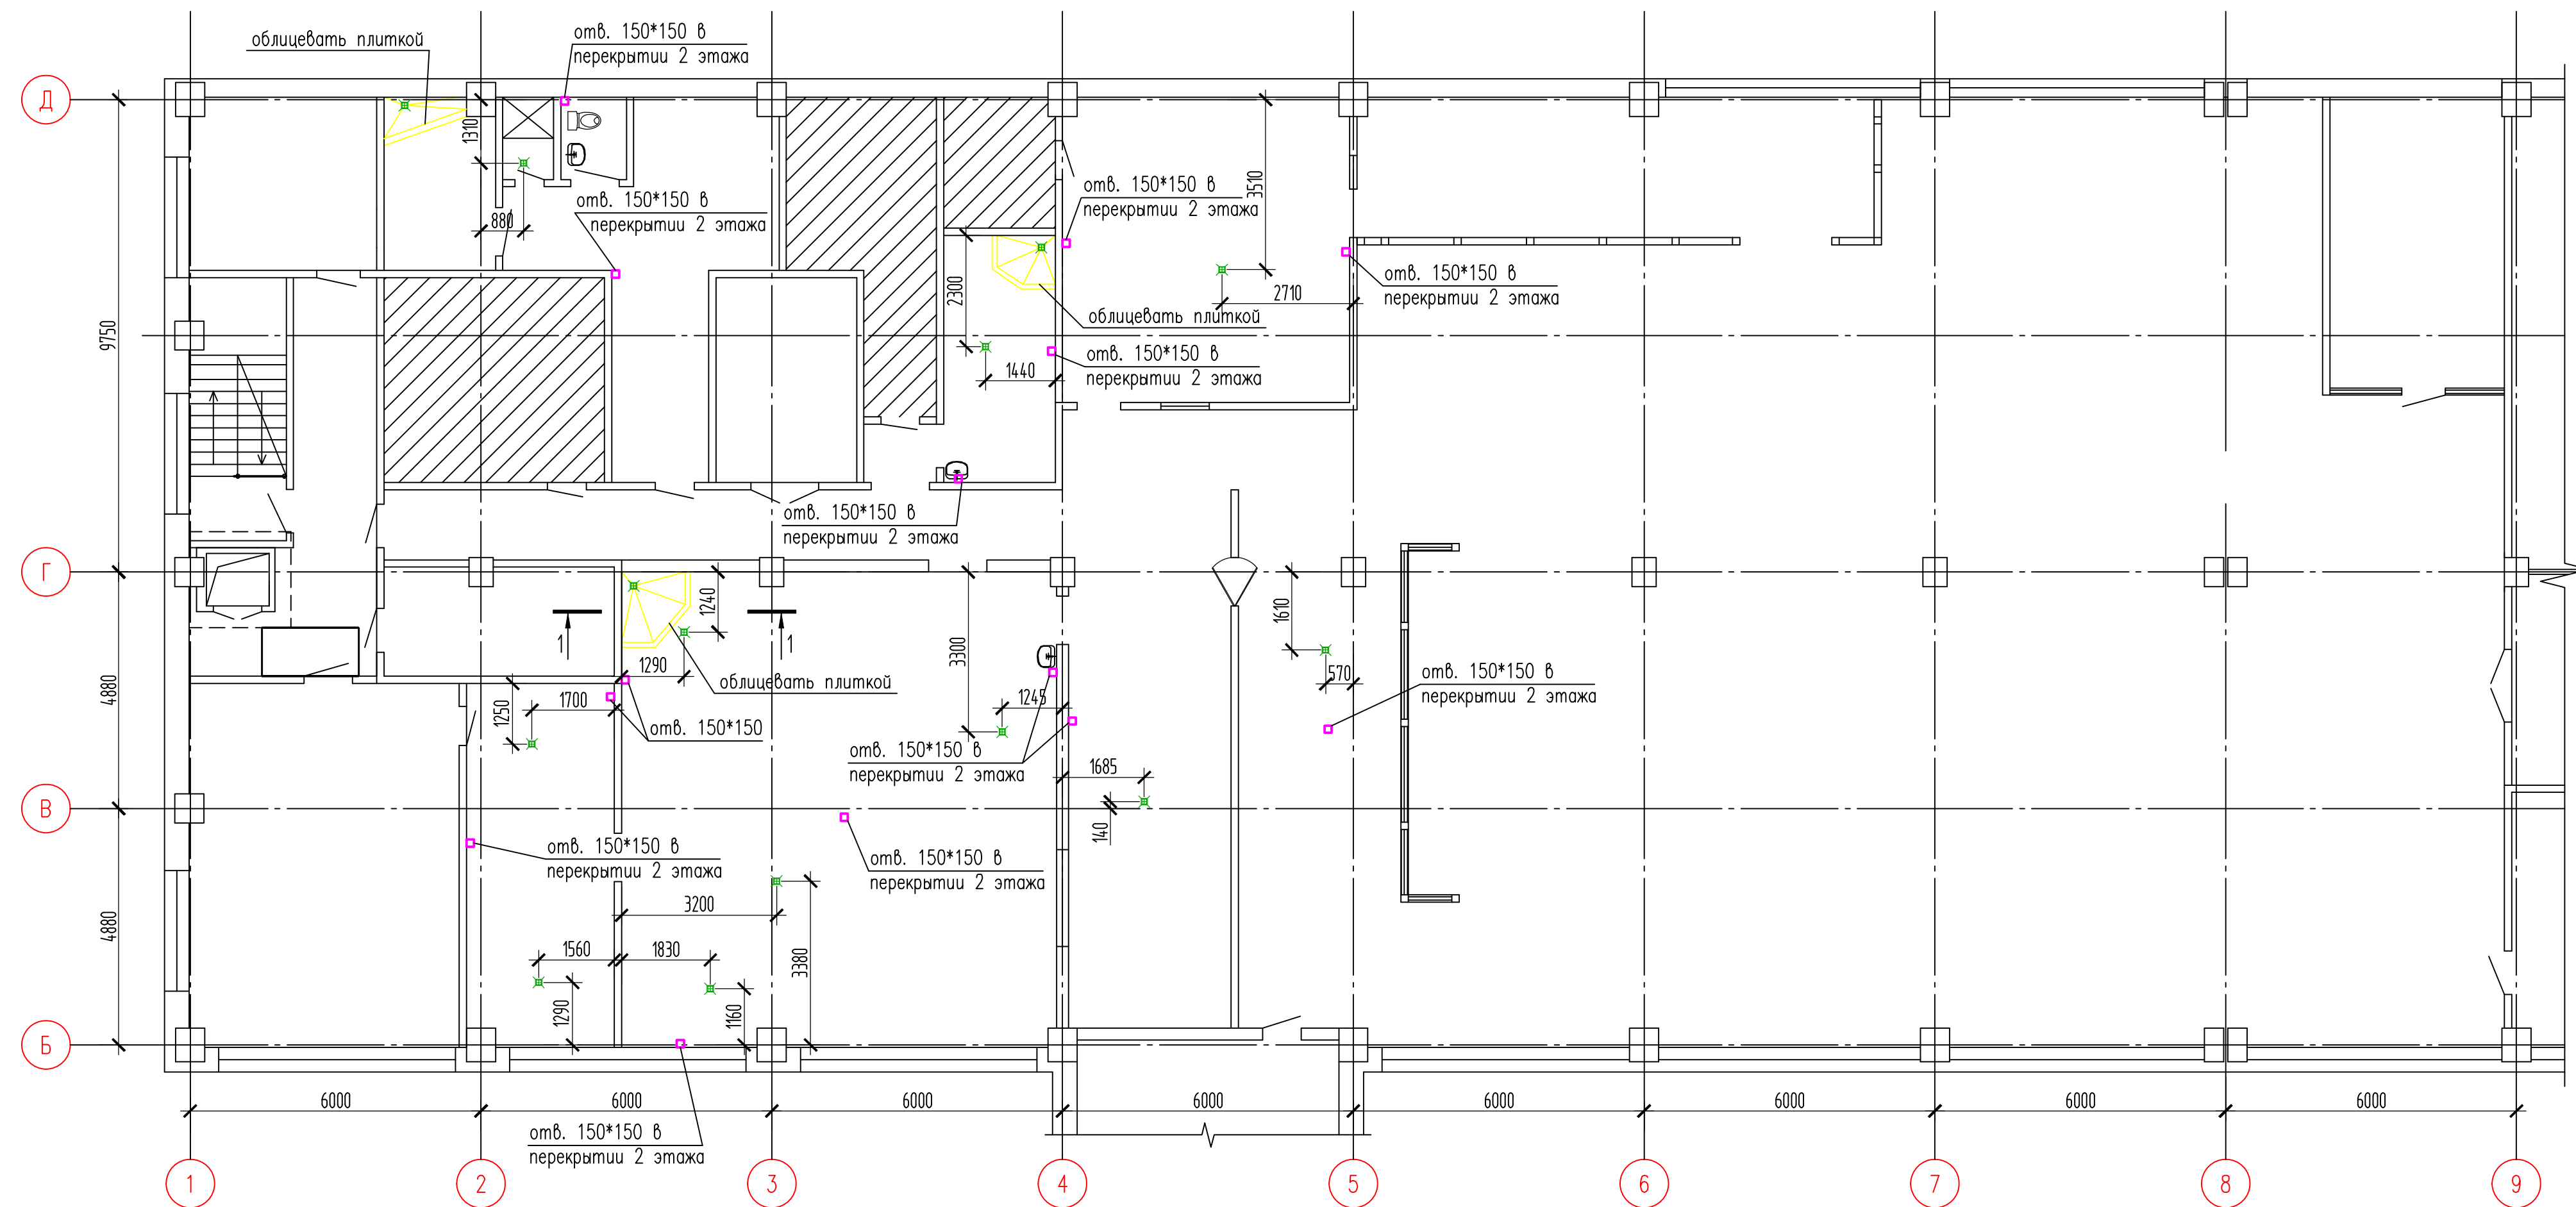 облицевать плиткой
отв. 150*150 в
перекрытии 2 этажа
Д
1310
880
отв. 150*150 в
перекрытии 2 этажа
отв. 150*150 в
перекрытии 2 этажа
3510
2710
отв. 150*150 в
перекрытии 2 этажа
2300
облицевать плиткой
9750
1440
отв. 150*150 в
перекрытии 2 этажа
отв. 150*150 в
перекрытии 2 этажа
Г
1240
1610
1
1
3300
1290
облицевать плиткой
570
отв. 150*150 в
перекрытии 2 этажа
4880
1250
1700
1245
отв. 150*150
отв. 150*150 в
перекрытии 2 этажа
1685
140
В
отв. 150*150 в
перекрытии 2 этажа
отв. 150*150 в
перекрытии 2 этажа
4880
3200
1560
1830
3380
1290
1160
Б
6000
6000
6000
6000
6000
6000
6000
6000
отв. 150*150 в
перекрытии 2 этажа
1
2
3
4
5
6
7
8
9